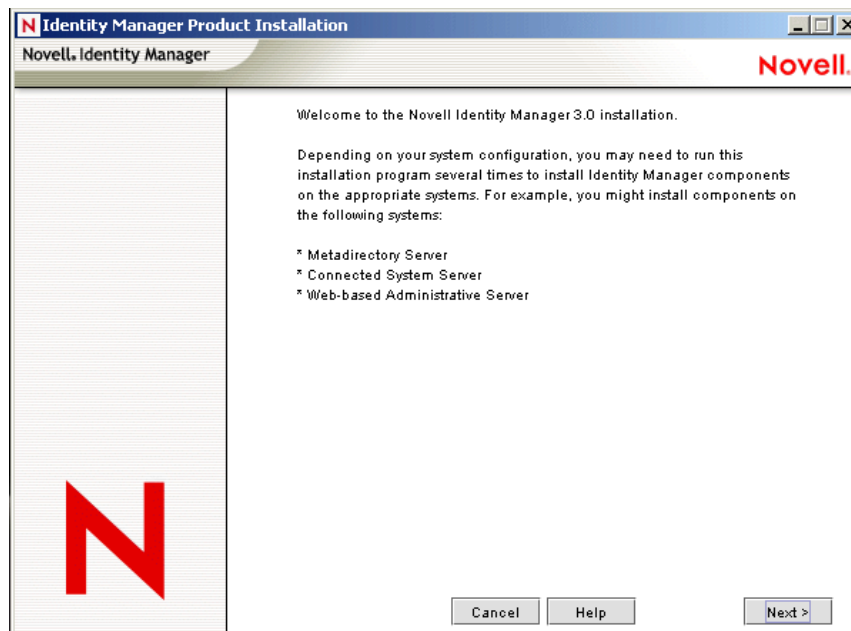 Identity Manager Product Installation
Novell. Identity Manager
Novell.
Welcome to the Novell Identity Manager 3.0 installation.
Depending on your system configuration, you may need to run this
installation program several times to install Identity Manager components
on the appropriate systems. For example, you might install components on
the following systems:
* Metadirectory Server
* Connected System Server
* Web-based Administrative Server
N
Cancel
Help
Next >